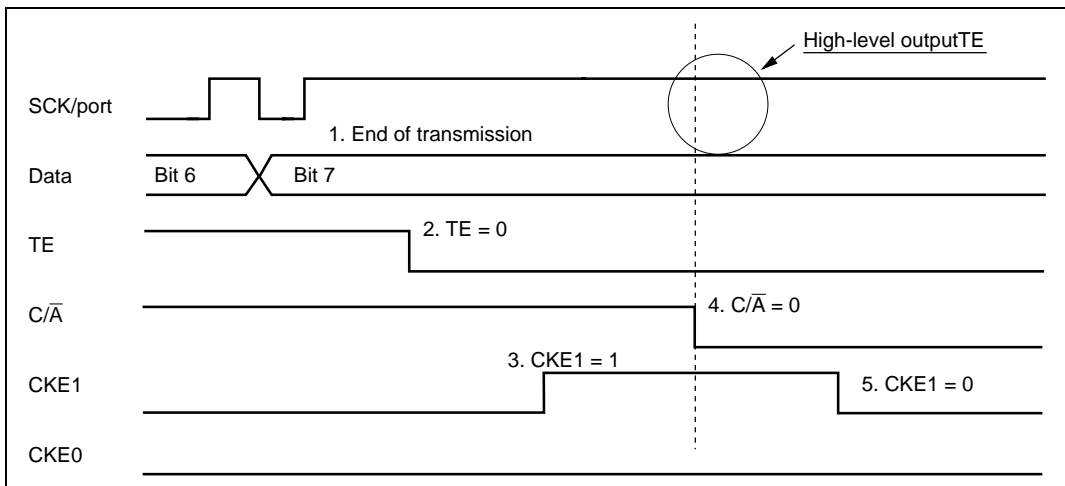 High-level outputTE
SCK/port
1. End of transmission
Data
Bit 6
Bit 7
TE
2. TE = 0
C/A̅
4. C/A̅ = 0
3. CKE1 = 1
CKE1
5. CKE1 = 0
CKE0